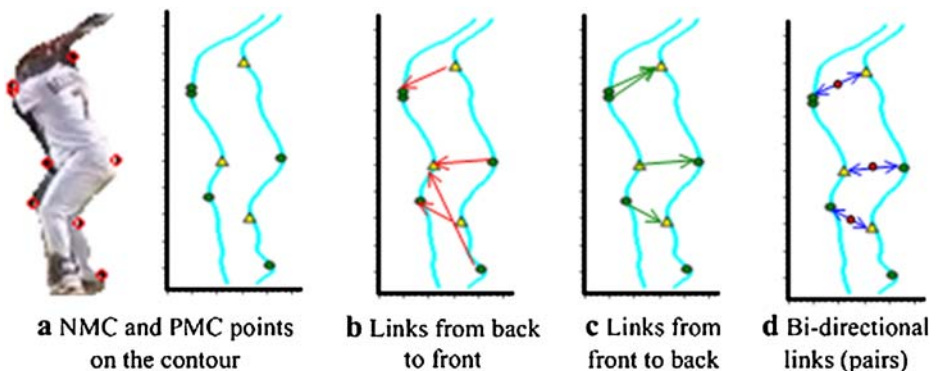 a NMC and PMC points
on the contour
b Links from back
to front
c Links from
front to back
d Bi-directional
links (pairs)